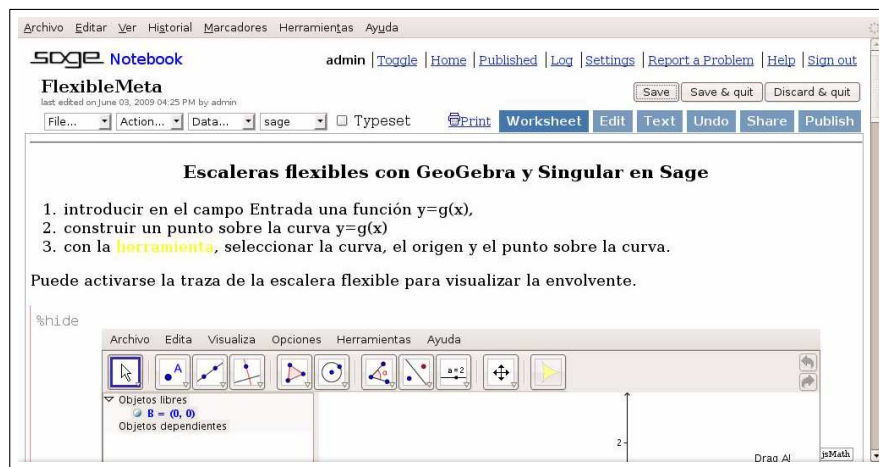 Archivo Editar Ver Historial Marcadores Herramientas Ayuda
sage Notebook admin | Toggle | Home | Published | Log | Settings | Report a Problem | Help | Sign out
FlexibleMeta Save Save & quit Discard & quit
last edited on June 03, 2009 04:25 PM by admin
File... Action... Data... sage Typeset Print Worksheet Edit Text Undo Share Publish
Escaleras flexibles con GeoGebra y Singular en Sage
1. introducir en el campo Entrada una función y=g(x),
2. construir un punto sobre la curva y=g(x)
3. con la herramienta, seleccionar la curva, el origen y el punto sobre la curva.
Puede activarse la traza de la escalera flexible para visualizar la envolvente.
%hide
Archivo Edita Visualiza Opciones Herramientas Ayuda
A α a=2
Objetos libres
B = (0, 0)
Objetos dependientes
2
Drag A!
jsMath